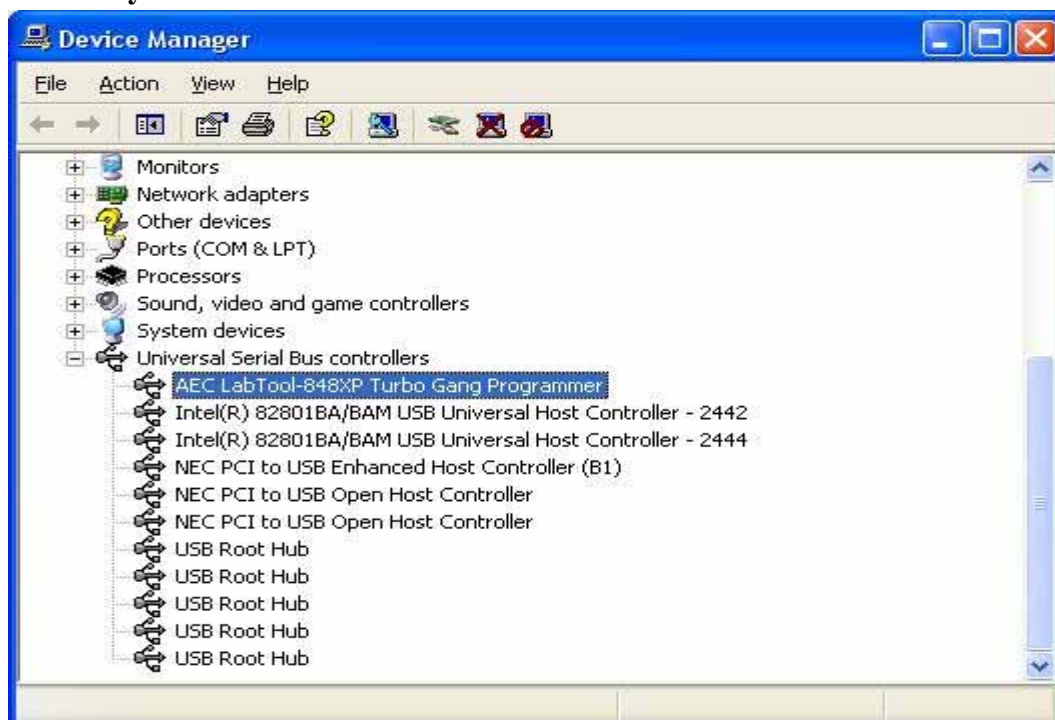 Device Manager
File Action View Help
Monitors
Network adapters
Other devices
Ports (COM & LPT)
Processors
Sound, video and game controllers
System devices
Universal Serial Bus controllers
AEC LabTool-848XP Turbo Gang Programmer
Intel(R) 82801BA/BAM USB Universal Host Controller - 2442
Intel(R) 82801BA/BAM USB Universal Host Controller - 2444
NEC PCI to USB Enhanced Host Controller (B1)
NEC PCI to USB Open Host Controller
NEC PCI to USB Open Host Controller
USB Root Hub
USB Root Hub
USB Root Hub
USB Root Hub
USB Root Hub